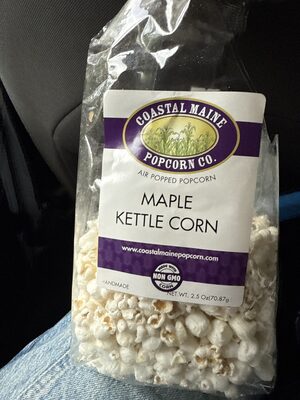 COASTAL MAINE
POPCORN CO.
AIR POPPED POPCORN
MAPLE
KETTLE CORN
www.coastalmainepopcorn.com
NON GMO
CORN
HANDMADE
NET WT. 2.5 Oz(70.87g